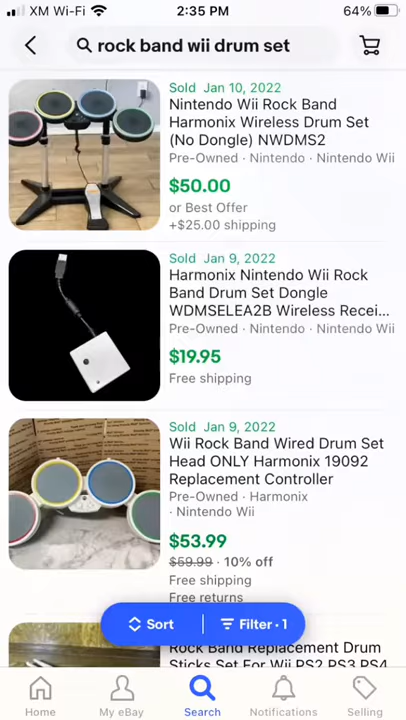 XM Wi-Fi
2:35 PM
64%
rock band wii drum set
Sold Jan 10, 2022
Nintendo Wii Rock Band
Harmonix Wireless Drum Set
(No Dongle) NWDMS2
Pre-Owned · Nintendo · Nintendo Wii
$50.00
or Best Offer
+$25.00 shipping
Sold Jan 9, 2022
Harmonix Nintendo Wii Rock
Band Drum Set Dongle
WDMSELEA2B Wireless Recei...
Pre-Owned · Nintendo · Nintendo Wii
$19.95
Free shipping
Sold Jan 9, 2022
Wii Rock Band Wired Drum Set
Head ONLY Harmonix 19092
Replacement Controller
Pre-Owned · Harmonix
· Nintendo Wii
$53.99
$59.99 · 10% off
Free shipping
Free returns
Sort
Filter · 1
Rock Band Replacement Drum
Sticks Set For Wii PS2 PS3 PS4
Home
My eBay
Search
Notifications
Selling